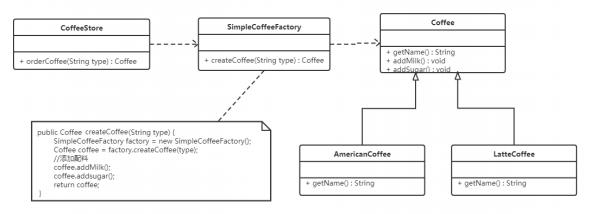 CoffeeStore
+ orderCoffee(String type) : Coffee
SimpleCoffeeFactory
+ createCoffee(String type) : Coffee
Coffee
+ getName() : String
+ addMilk() : void
+ addSugar() : void
public Coffee createCoffee(String type) {
SimpleCoffeeFactory factory = new SimpleCoffeeFactory();
Coffee coffee = factory.createCoffee(type);
//添加配料
coffee.addMilk();
coffee.addsugar();
return coffee;
}
AmericanCoffee
+ getName() : String
LatteCoffee
+ getName() : String